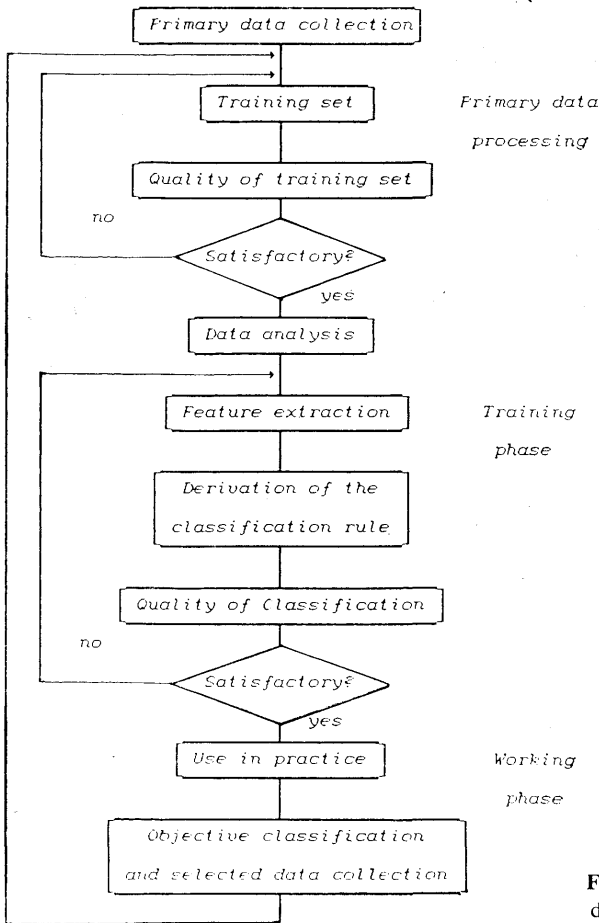 Primary data collection
Training set
Primary data
processing
Quality of training set
no
Satisfactory?
yes
Data analysis
Feature extraction
Training
phase
Derivation of the
classification rule
Quality of Classification
no
Satisfactory?
yes
Use in practice
Working
phase
Objective classification
and selected data collection
F
d